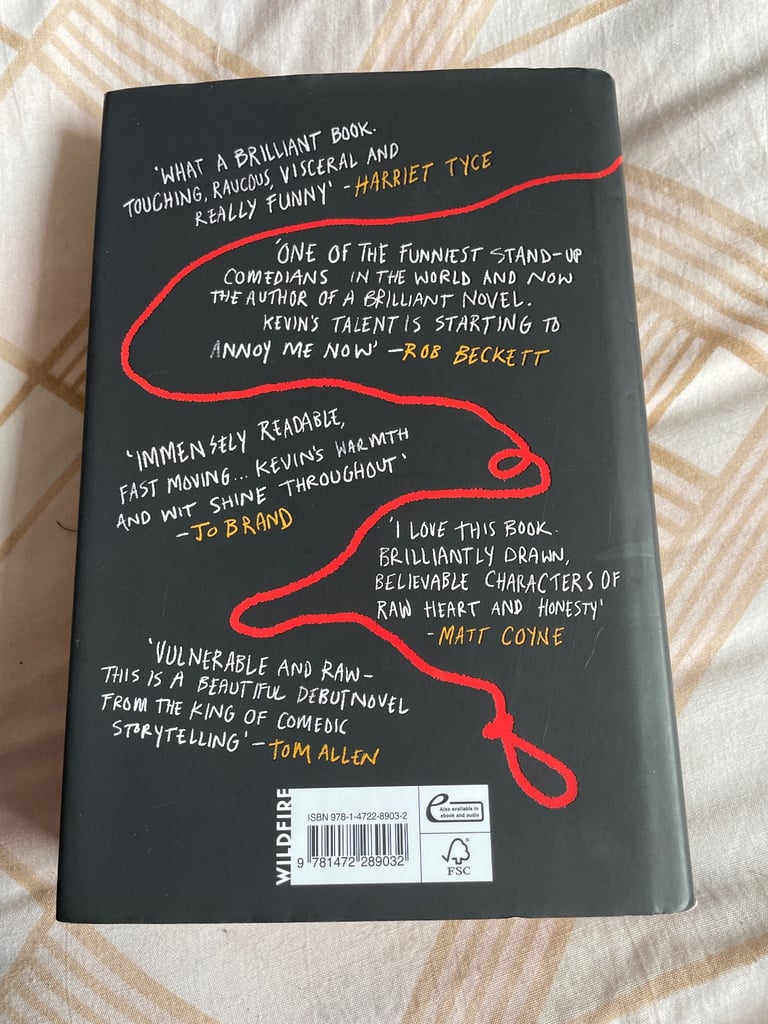 'WHAT A BRILLIANT BOOK.
TOUCHING, RAUCOUS, VISCERAL AND
REALLY FUNNY' - HARRIET TYCE
'ONE OF THE FUNNIEST STAND-UP
COMEDIANS IN THE WORLD AND NOW
THE AUTHOR OF A BRILLIANT NOVEL.
KEVIN'S TALENT IS STARTING TO
ANNOY ME NOW' - ROB BECKETT
'IMMENSELY READABLE,
FAST MOVING... KEVIN'S WARMTH
AND WIT SHINE THROUGHOUT'
- JO BRAND
'I LOVE THIS BOOK.
BRILLIANTLY DRAWN,
BELIEVABLE CHARACTERS OF
RAW HEART AND HONESTY'
- MATT COYNE
'VULNERABLE AND RAW -
THIS IS A BEAUTIFUL DEBUT NOVEL
FROM THE KING OF COMEDIC
STORYTELLING' - TOM ALLEN
WILDFIRE
ISBN 978-1-4722-8903-2
9 781472 289032
e
Also available in
ebook and audio
FSC